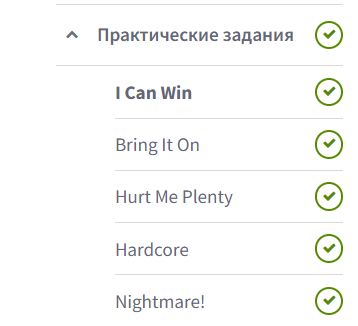 Практические задания
I Can Win
Bring It On
Hurt Me Plenty
Hardcore
Nightmare!